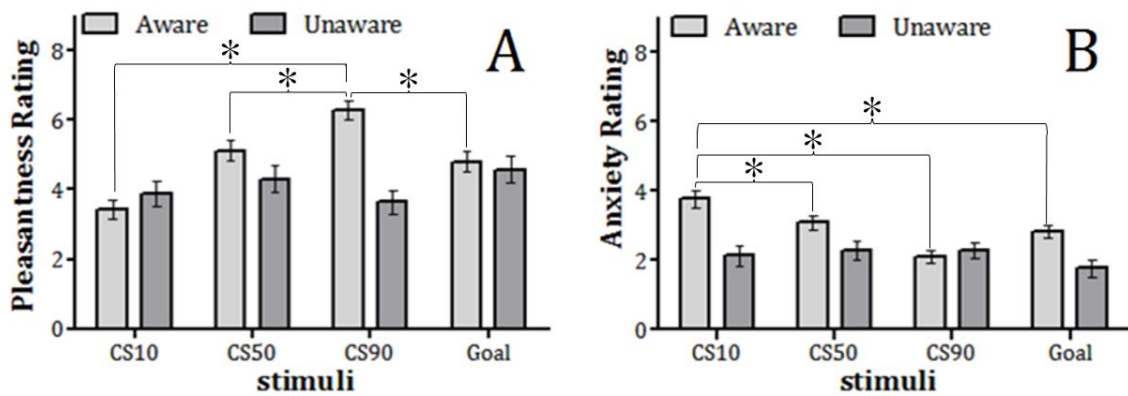 Aware Unaware
A
Pleasantness Rating
8
6
4
2
0
*
*
*
CS10 CS50 CS90 Goal
stimuli
Aware Unaware
B
Anxiety Rating
8
6
4
2
0
*
*
*
CS10 CS50 CS90 Goal
stimuli